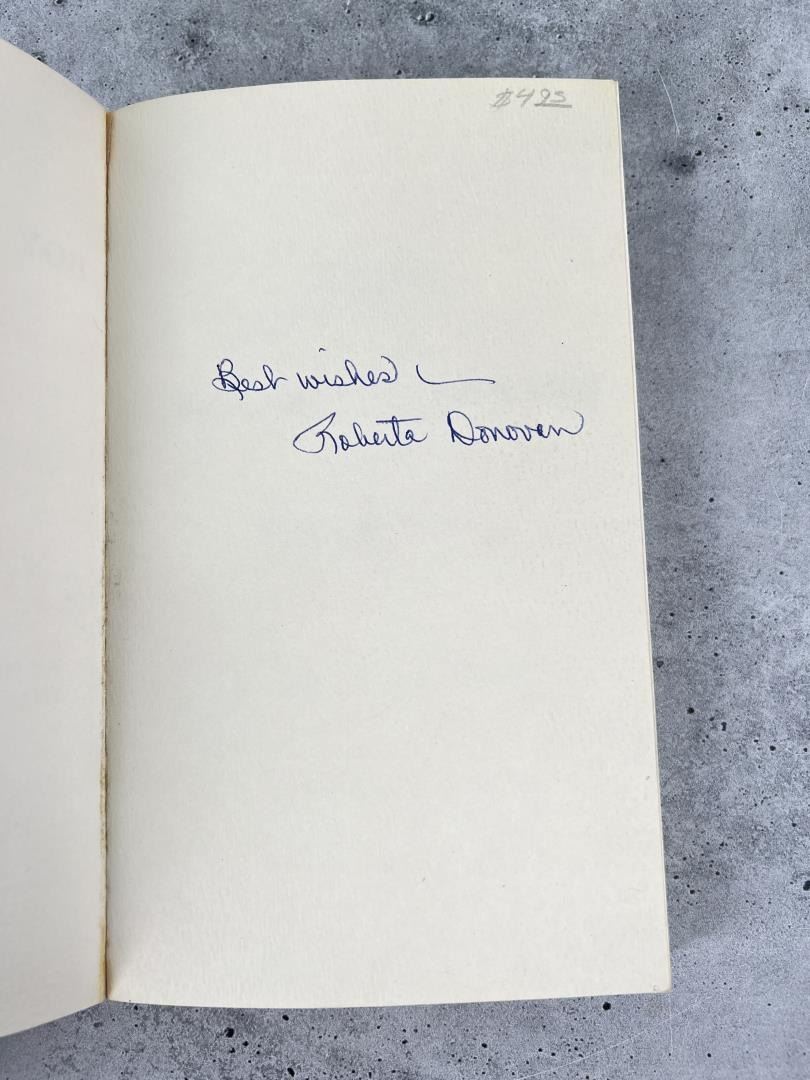 $4.95
Best wishes —
Roberta Donovan